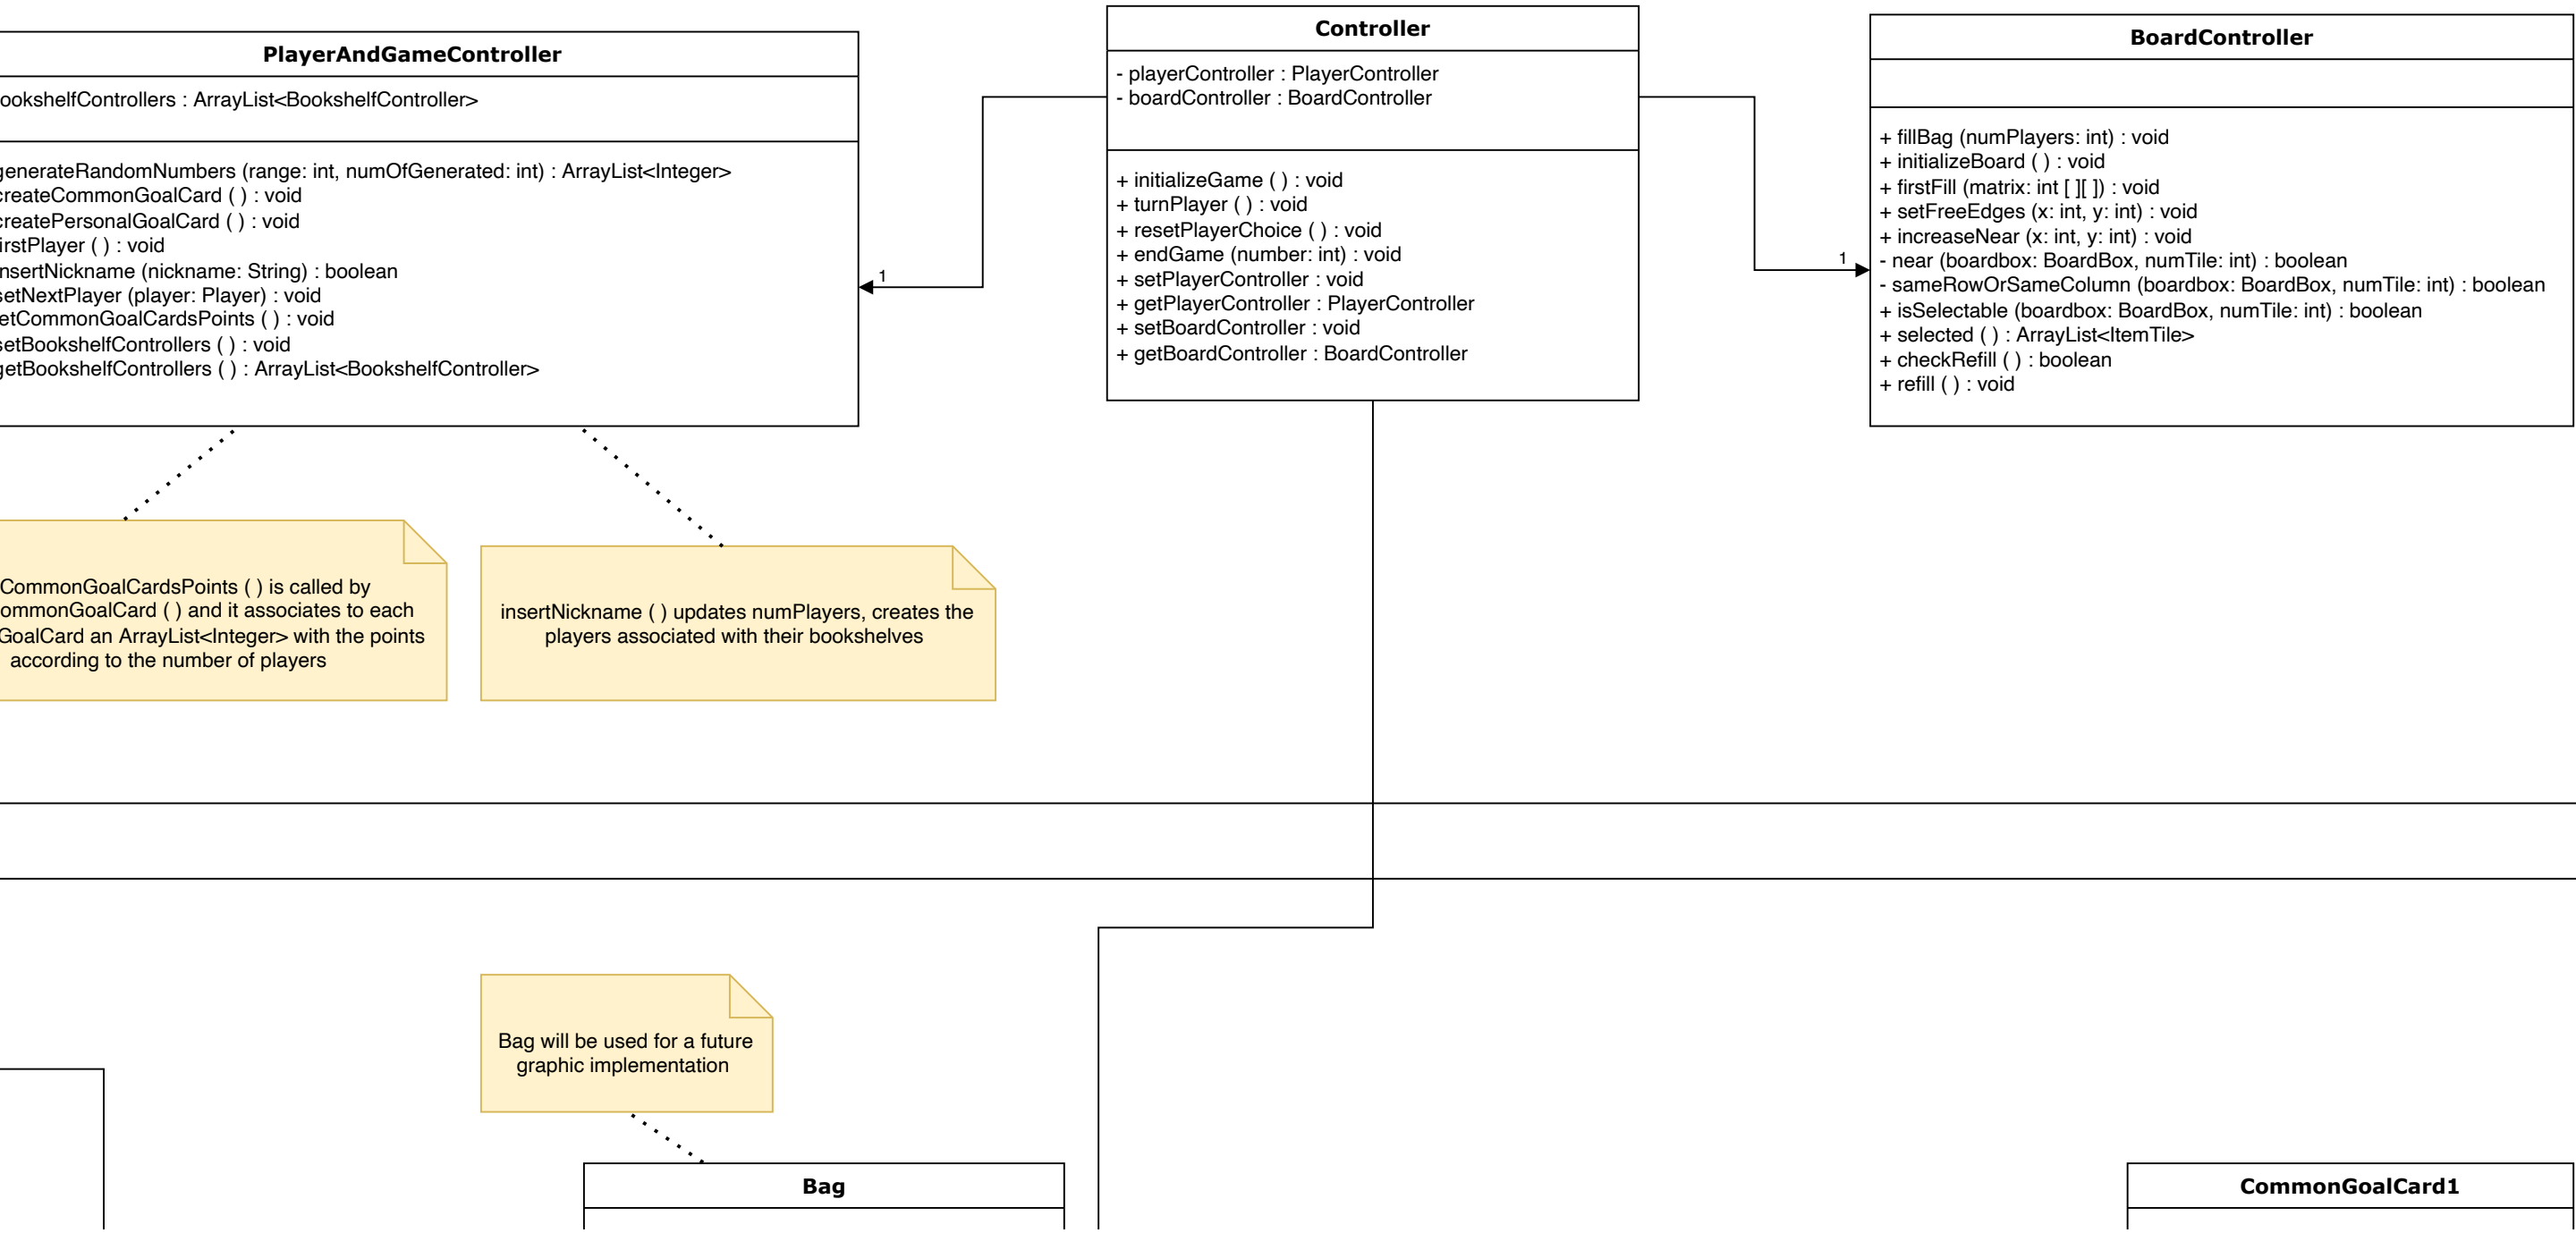 PlayerAndGameController
ookshelfControllers : ArrayList<BookshelfController>
generateRandomNumbers (range: int, numOfGenerated: int) : ArrayList<Integer>
createCommonGoalCard ( ) : void
createPersonalGoalCard ( ) : void
irstPlayer ( ) : void
nsertNickname (nickname: String) : boolean
setNextPlayer (player: Player) : void
etCommonGoalCardsPoints ( ) : void
setBookshelfControllers ( ) : void
getBookshelfControllers ( ) : ArrayList<BookshelfController>
1
Controller
- playerController : PlayerController
- boardController : BoardController
+ initializeGame ( ) : void
+ turnPlayer ( ) : void
+ resetPlayerChoice ( ) : void
+ endGame (number: int) : void
+ setPlayerController : void
+ getPlayerController : PlayerController
+ setBoardController : void
+ getBoardController : BoardController
1
BoardController
+ fillBag (numPlayers: int) : void
+ initializeBoard ( ) : void
+ firstFill (matrix: int [ ][ ]) : void
+ setFreeEdges (x: int, y: int) : void
+ increaseNear (x: int, y: int) : void
- near (boardbox: BoardBox, numTile: int) : boolean
- sameRowOrSameColumn (boardbox: BoardBox, numTile: int) : boolean
+ isSelectable (boardbox: BoardBox, numTile: int) : boolean
+ selected ( ) : ArrayList<ItemTile>
+ checkRefill ( ) : boolean
+ refill ( ) : void
CommonGoalCardsPoints ( ) is called by
ommonGoalCard ( ) and it associates to each
GoalCard an ArrayList<Integer> with the points
according to the number of players
insertNickname ( ) updates numPlayers, creates the
players associated with their bookshelves
Bag will be used for a future
graphic implementation
Bag
CommonGoalCard1